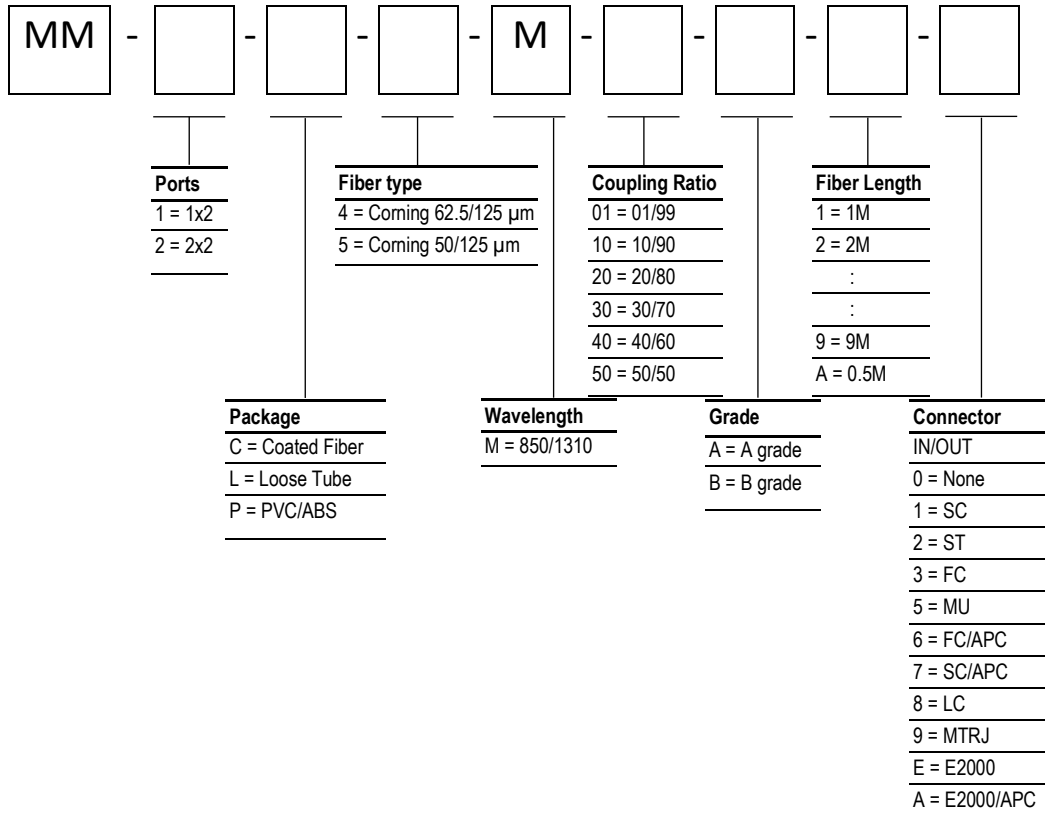 MM - - - - M - - - -
Ports
1 = 1x2
2 = 2x2
Fiber type
4 = Corning 62.5/125 µm
5 = Corning 50/125 µm
Coupling Ratio
01 = 01/99
10 = 10/90
20 = 20/80
30 = 30/70
40 = 40/60
50 = 50/50
Fiber Length
1 = 1M
2 = 2M
:
:
9 = 9M
A = 0.5M
Package
C = Coated Fiber
L = Loose Tube
P = PVC/ABS
Wavelength
M = 850/1310
Grade
A = A grade
B = B grade
Connector
IN/OUT
0 = None
1 = SC
2 = ST
3 = FC
5 = MU
6 = FC/APC
7 = SC/APC
8 = LC
9 = MTRJ
E = E2000
A = E2000/APC